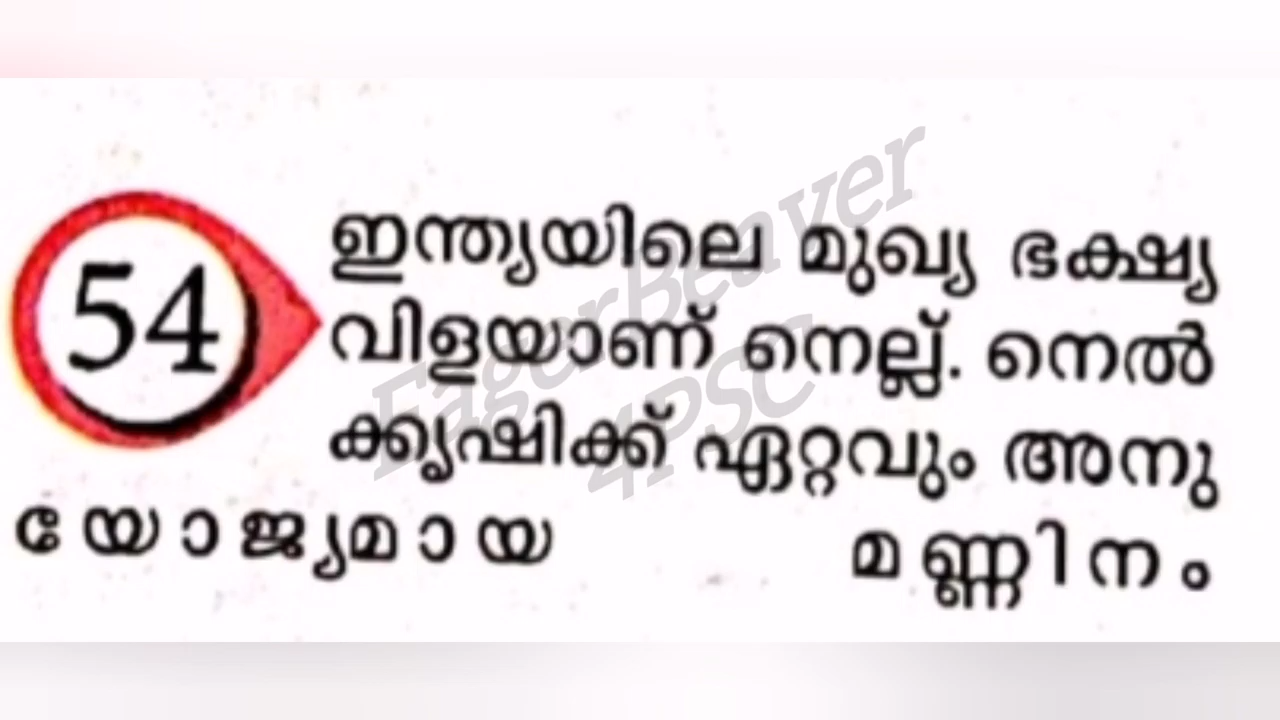 54
ഇന്ത്യയിലെ മുഖ്യ ഭക്ഷ്യ
വിളയാണ് നെല്ല്. നെൽ
ക്കൃഷിക്ക് ഏറ്റവും അനു
യോജ്യമായ മണ്ണിനം
EagerBeaver
4PSC